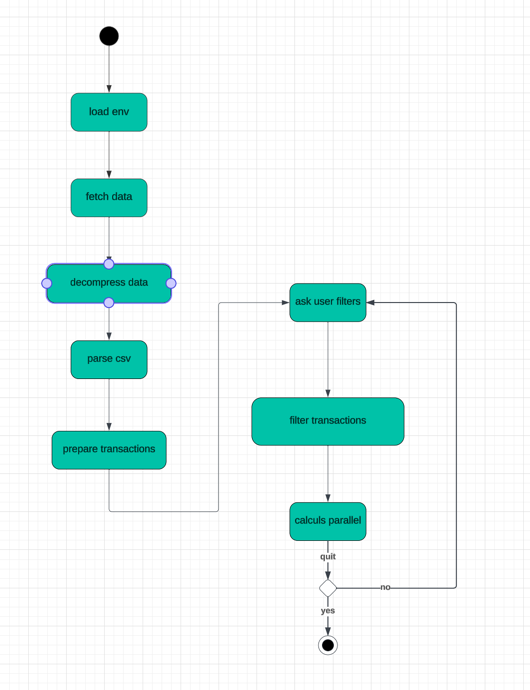 load env
fetch data
decompress data
parse csv
prepare transactions
ask user filters
filter transactions
calculs parallel
quit
no
yes